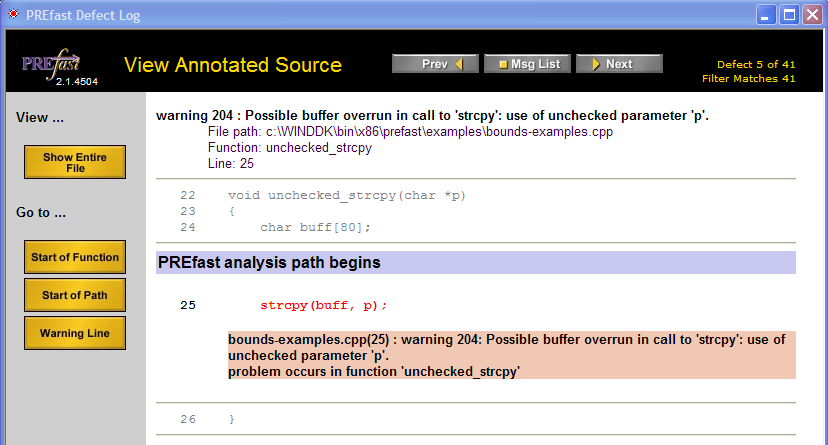 PREfast Defect Log
PREfast
2.1.4504
View Annotated Source
Prev
Msg List
Next
Defect 5 of 41
Filter Matches 41
View ...
Show Entire
File
Go to ...
Start of Function
Start of Path
Warning Line
warning 204 : Possible buffer overrun in call to 'strcpy': use of unchecked parameter 'p'.
File path: c:\WINDDK\bin\x86\prefast\examples\bounds-examples.cpp
Function: unchecked_strcpy
Line: 25
22 void unchecked_strcpy(char *p)
23 {
24 char buff[80];
PREfast analysis path begins
25 strcpy(buff, p);
bounds-examples.cpp(25) : warning 204: Possible buffer overrun in call to 'strcpy': use of
unchecked parameter 'p'.
problem occurs in function 'unchecked_strcpy'
26 }